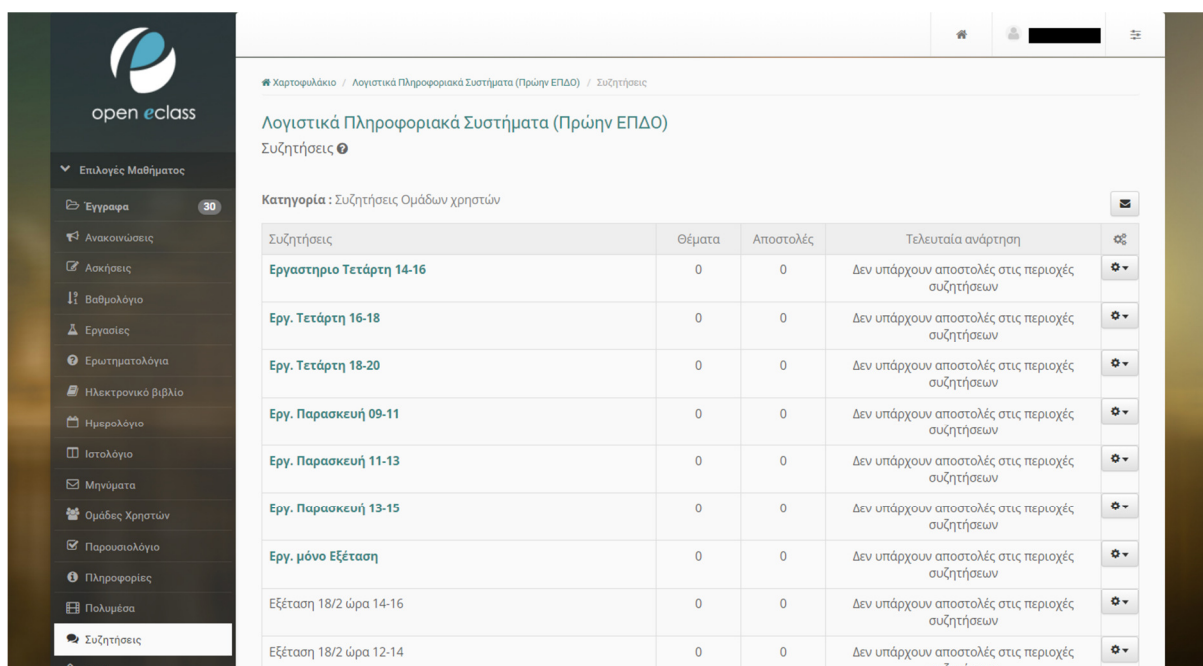 open eclass
Επιλογές Μαθήματος
Έγγραφα 30
Ανακοινώσεις
Ασκήσεις
Βαθμολόγιο
Εργασίες
Ερωτηματολόγια
Ηλεκτρονικό βιβλίο
Ημερολόγιο
Ιστολόγιο
Μηνύματα
Ομάδες Χρηστών
Παρουσιολόγιο
Πληροφορίες
Πολυμέσα
Συζητήσεις
Χαρτοφυλάκιο / Λογιστικά Πληροφοριακά Συστήματα (Πρώην ΕΠΔΟ) / Συζητήσεις
Λογιστικά Πληροφοριακά Συστήματα (Πρώην ΕΠΔΟ)
Συζητήσεις
Κατηγορία : Συζητήσεις Ομάδων χρηστών
Συζητήσεις Θέματα Αποστολές Τελευταία ανάρτηση
Εργαστηριο Τετάρτη 14-16 0 0 Δεν υπάρχουν αποστολές στις περιοχές
συζητήσεων
Εργ. Τετάρτη 16-18 0 0 Δεν υπάρχουν αποστολές στις περιοχές
συζητήσεων
Εργ. Τετάρτη 18-20 0 0 Δεν υπάρχουν αποστολές στις περιοχές
συζητήσεων
Εργ. Παρασκευή 09-11 0 0 Δεν υπάρχουν αποστολές στις περιοχές
συζητήσεων
Εργ. Παρασκευή 11-13 0 0 Δεν υπάρχουν αποστολές στις περιοχές
συζητήσεων
Εργ. Παρασκευή 13-15 0 0 Δεν υπάρχουν αποστολές στις περιοχές
συζητήσεων
Εργ. μόνο Εξέταση 0 0 Δεν υπάρχουν αποστολές στις περιοχές
συζητήσεων
Εξέταση 18/2 ώρα 14-16 0 0 Δεν υπάρχουν αποστολές στις περιοχές
συζητήσεων
Εξέταση 18/2 ώρα 12-14 0 0 Δεν υπάρχουν αποστολές στις περιοχές